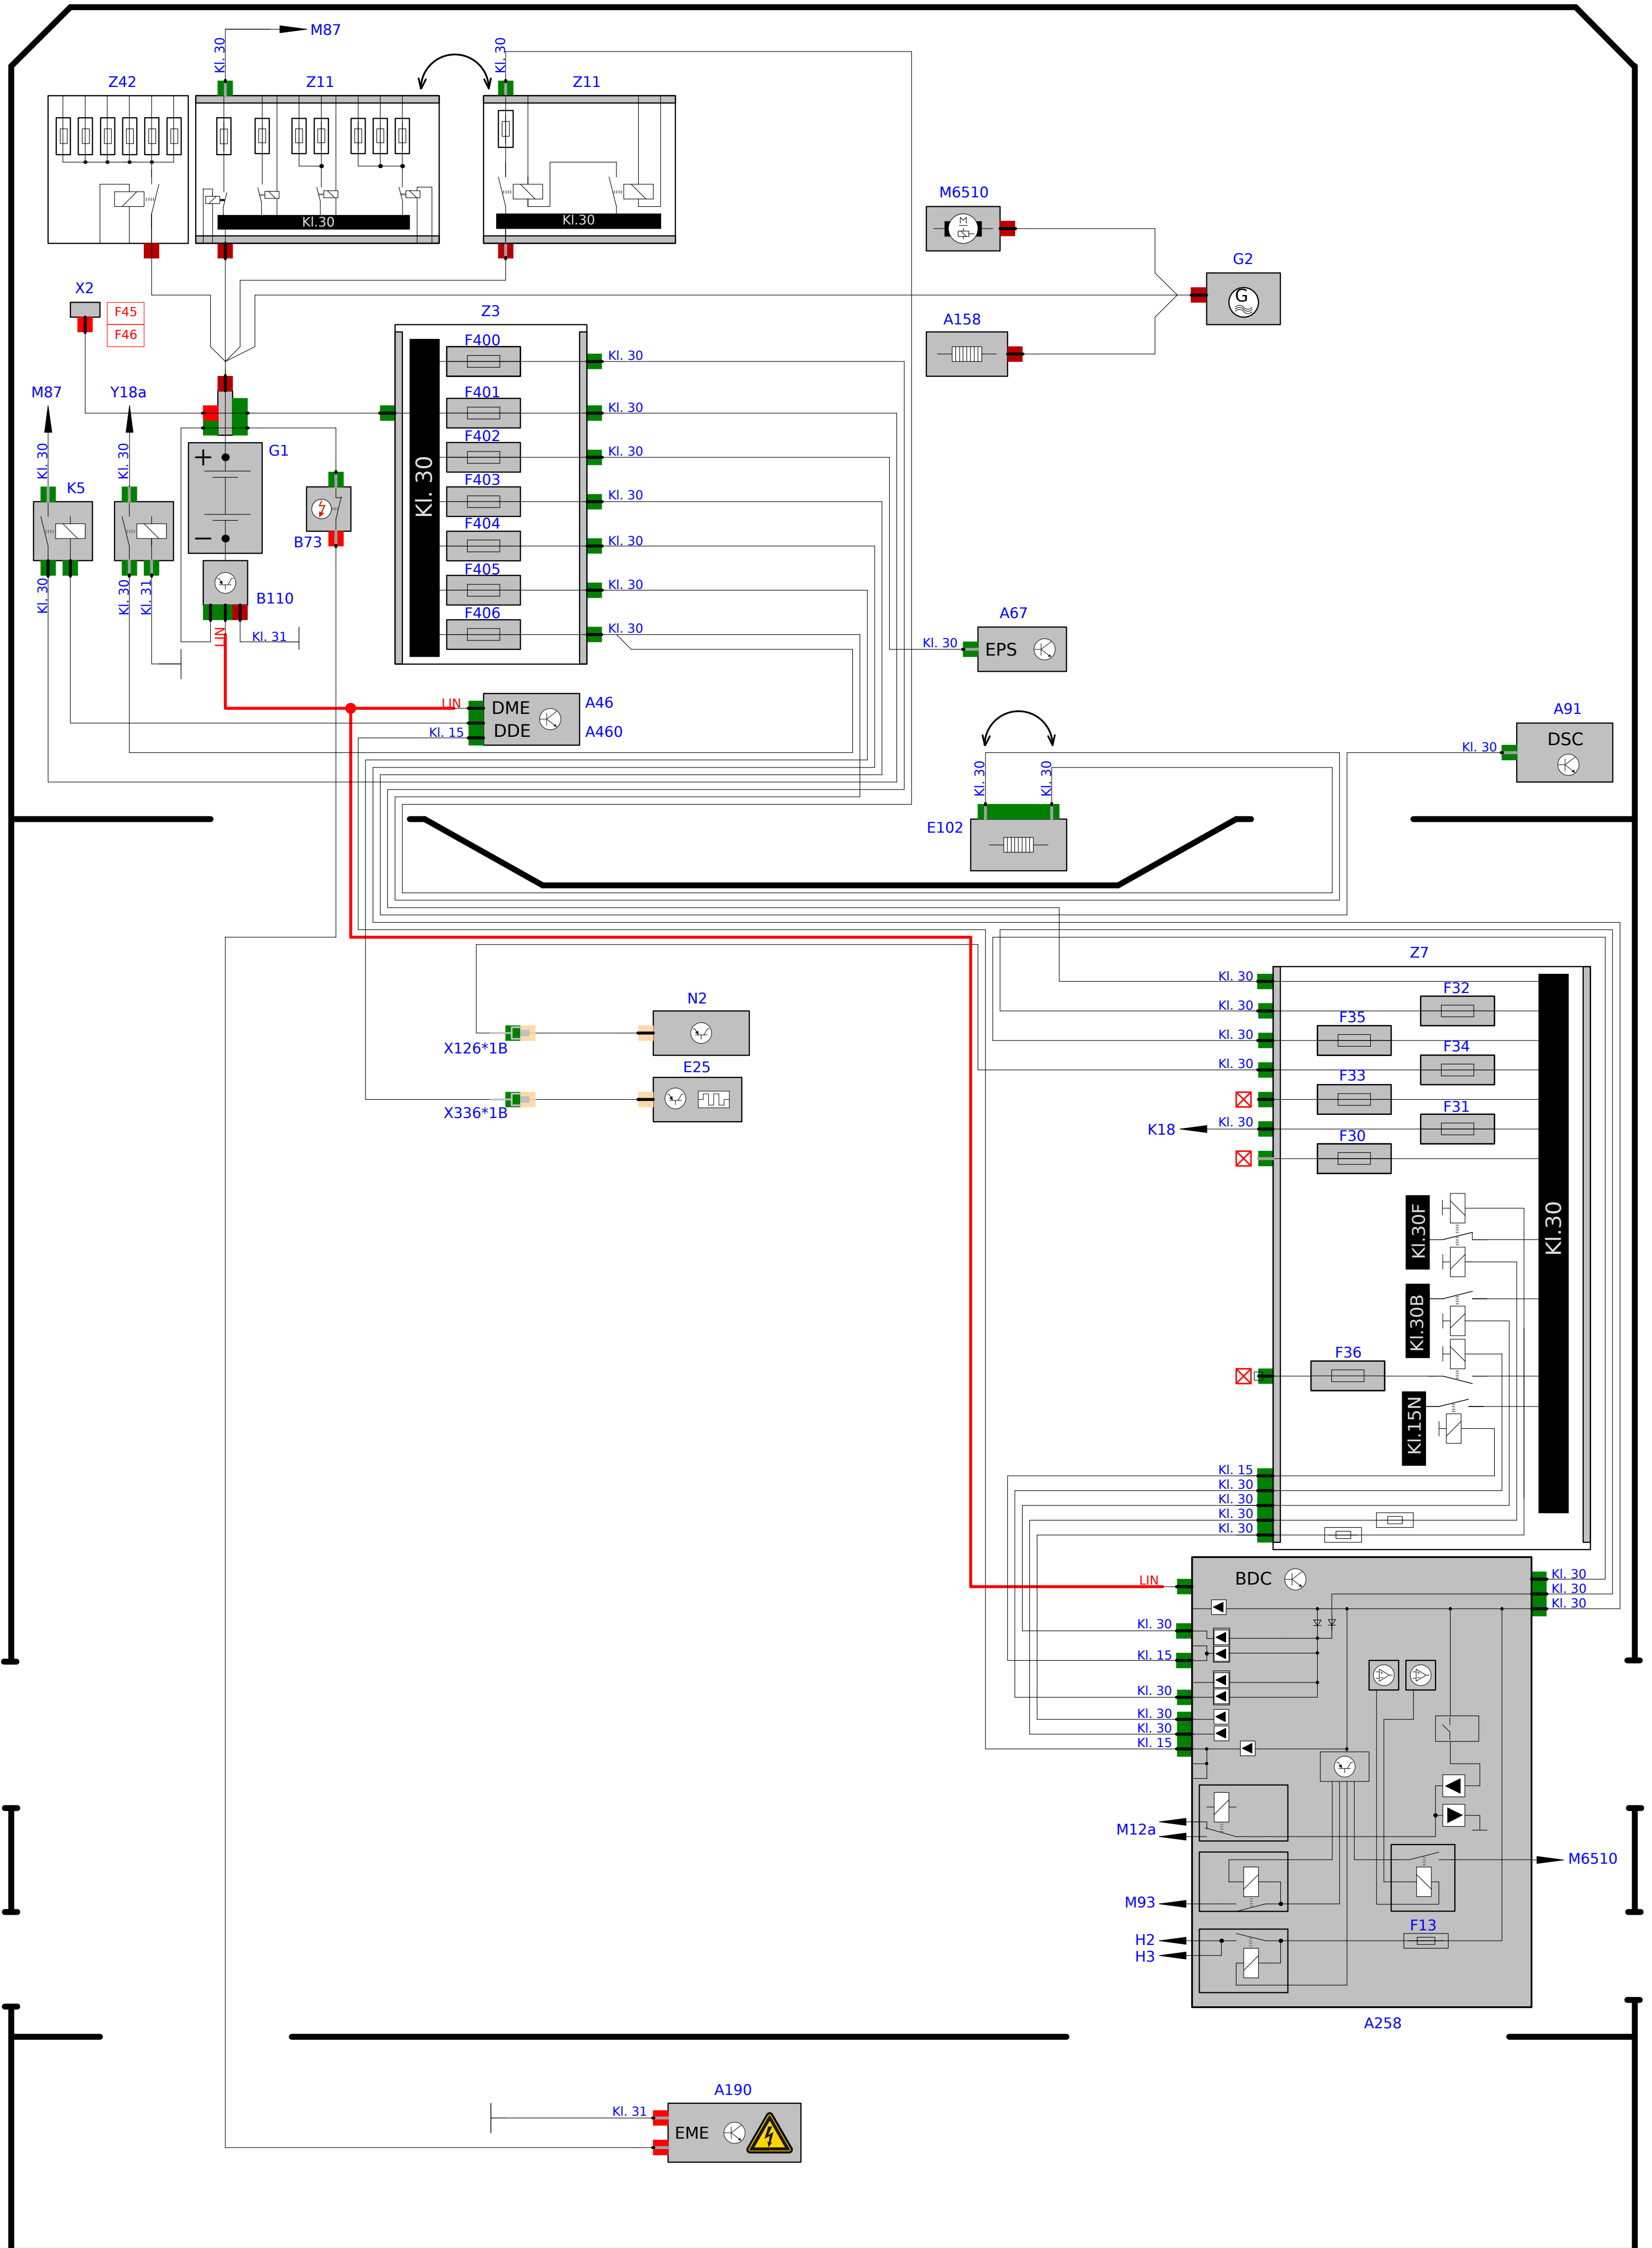 M87
Kl. 30
Kl. 30
Z42
Z11
Z11
Kl.30
Kl.30
M6510
M
G2
G
X2
F45
F46
Z3
A158
F400
Kl. 30
M87
Y18a
F401
Kl. 30
F402
Kl. 30
Kl. 30
Kl. 30
G1
+
−
Kl. 30
F403
Kl. 30
K5
F404
Kl. 30
B73
F405
Kl. 30
Kl. 30
Kl. 30
Kl. 31
B110
F406
Kl. 30
LIN
Kl. 31
A67
Kl. 30
EPS
LIN
DME
A46
Kl. 15
DDE
A460
A91
DSC
Kl. 30
Kl. 30
Kl. 30
E102
Z7
Kl. 30
F32
N2
Kl. 30
F35
Kl. 30
F34
X126*1B
E25
Kl. 30
F33
X336*1B
F31
Kl. 30
K18
F30
Kl.30F
Kl.30
Kl.30B
F36
Kl.15N
Kl. 15
Kl. 30
Kl. 30
Kl. 30
Kl. 30
LIN
BDC
Kl. 30
Kl. 30
Kl. 30
Kl. 30
Kl. 15
Kl. 30
Kl. 30
Kl. 30
Kl. 15
M12a
M6510
M93
F13
H2
H3
A258
A190
Kl. 31
EME